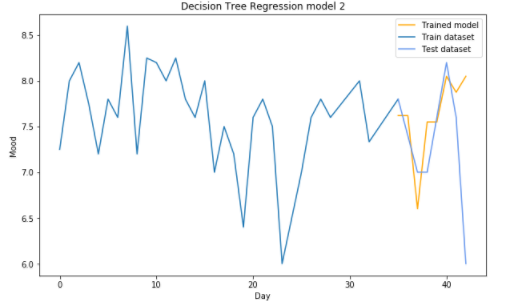 Decision Tree Regression model 2
Trained model
Train dataset
Test dataset
8.5
8.0
7.5
7.0
6.5
6.0
Mood
0 10 20 30 40
Day